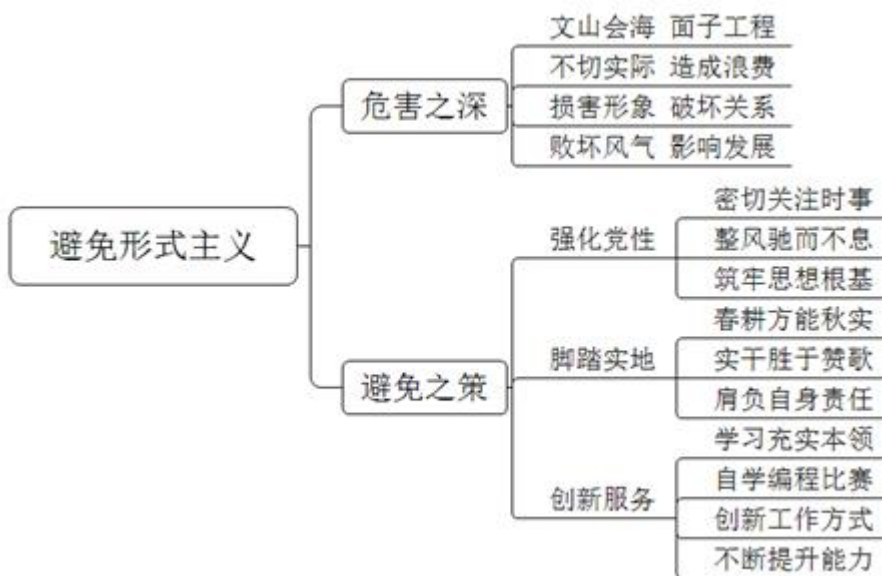 避免形式主义
危害之深
文山会海 面子工程
不切实际 造成浪费
损害形象 破坏关系
败坏风气 影响发展
避免之策
强化党性
密切关注时事
整风驰而不息
筑牢思想根基
脚踏实地
春耕方能秋实
实干胜于赞歌
肩负自身责任
创新服务
学习充实本领
自学编程比赛
创新工作方式
不断提升能力